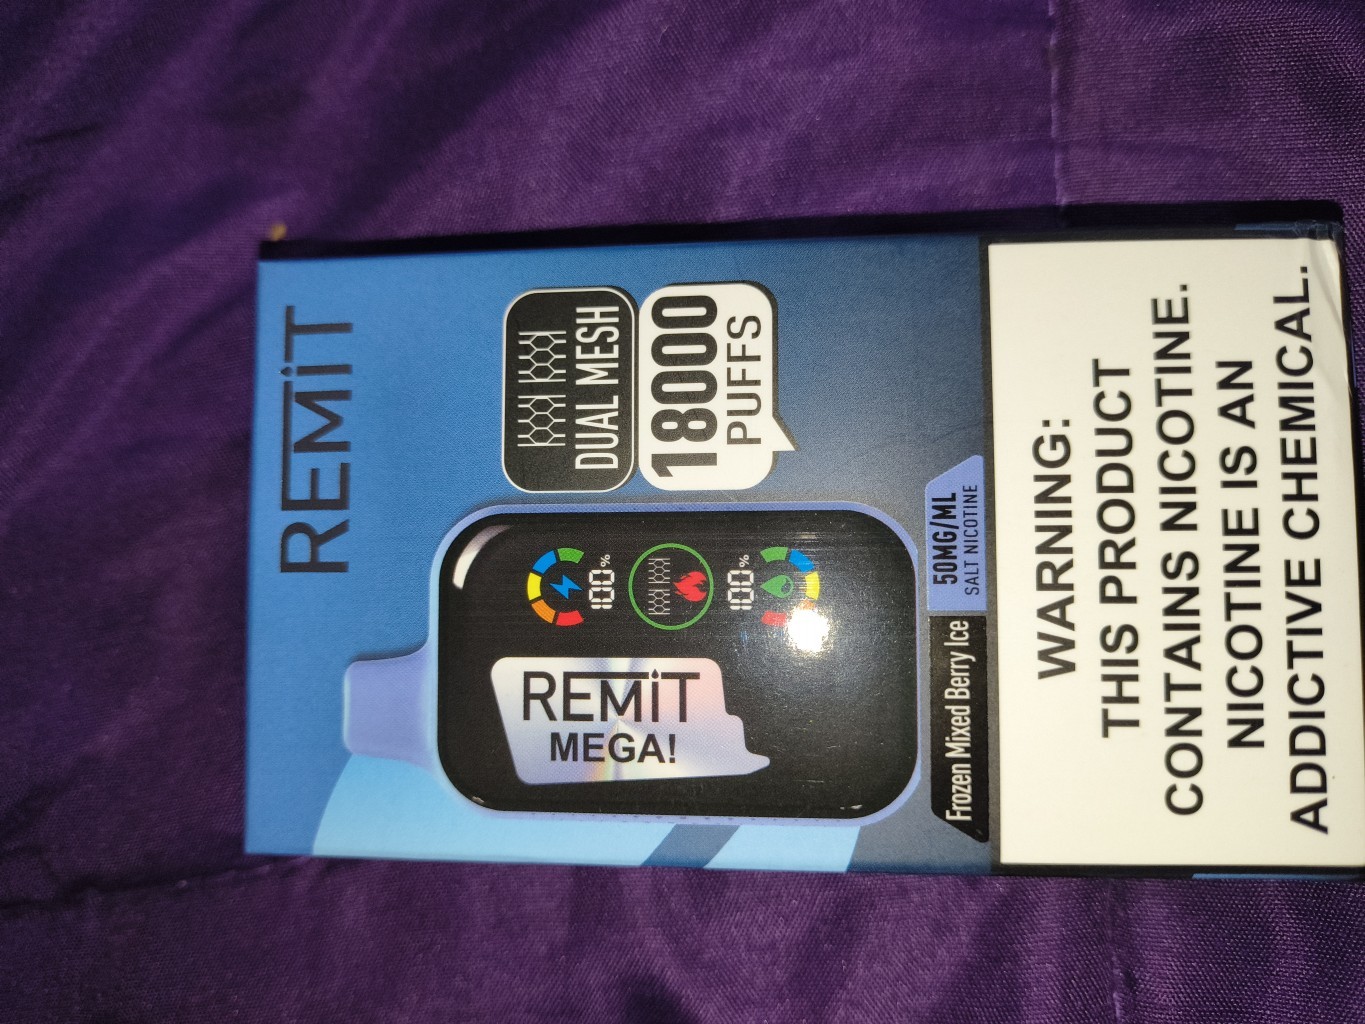 REMiT
DUAL MESH
18000
PUFFS
100%
100%
REMiT
MEGA!
Frozen Mixed Berry Ice
50MG/ML
SALT NICOTINE
WARNING:
THIS PRODUCT
CONTAINS NICOTINE.
NICOTINE IS AN
ADDICTIVE CHEMICAL.